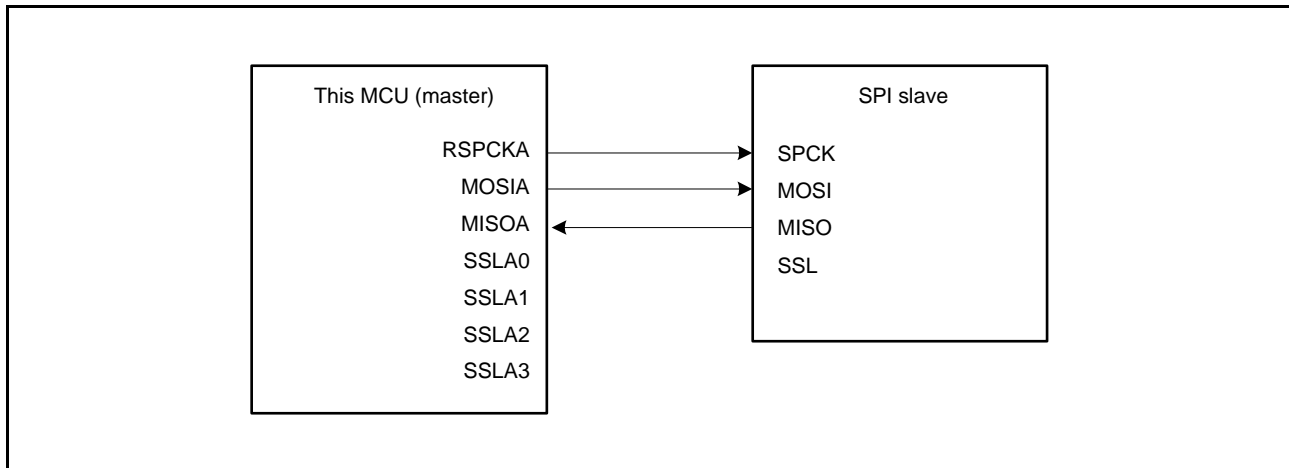 This MCU (master)
RSPCKA
MOSIA
MISOA
SSLA0
SSLA1
SSLA2
SSLA3
SPI slave
SPCK
MOSI
MISO
SSL